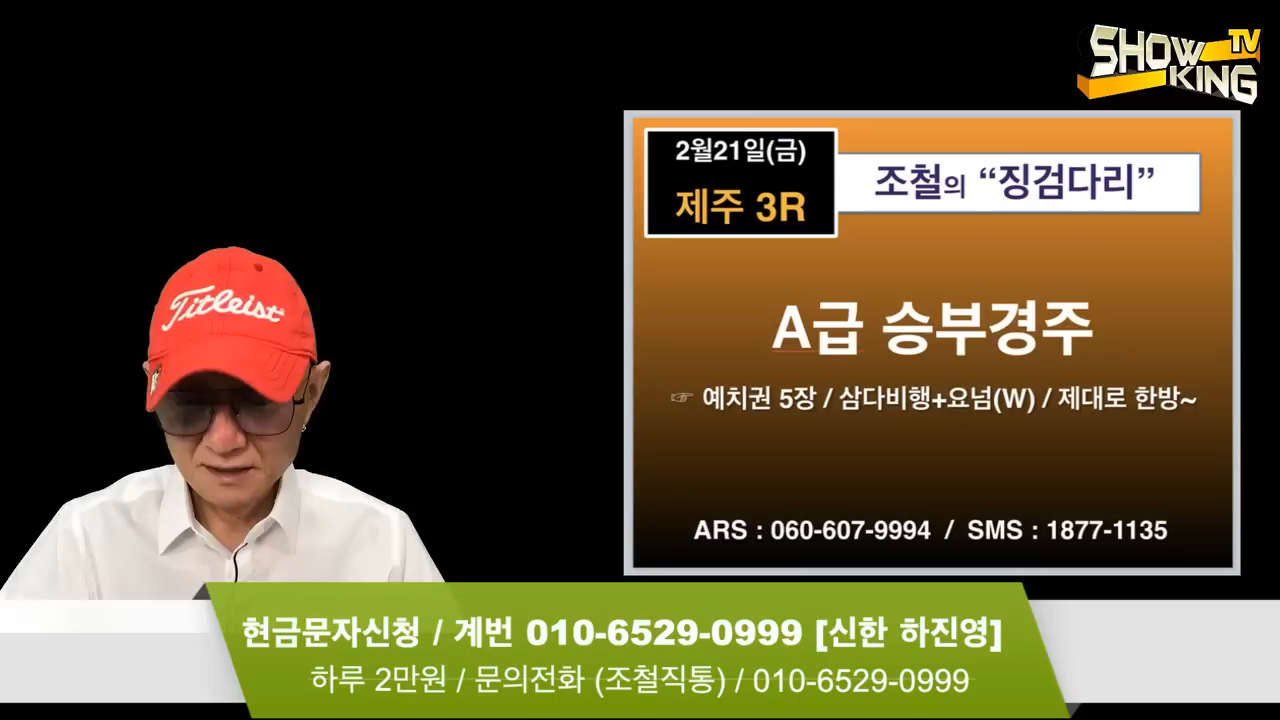 SHOW TV
KING
2월21일(금)
제주 3R
조철의 “징검다리”
Titleist
A급 승부경주
☞ 예치권 5장 / 삼다비행+요넘(W) / 제대로 한방~
ARS : 060-607-9994 / SMS : 1877-1135
현금문자신청 / 계번 010-6529-0999 [신한 하진영]
하루 2만원 / 문의전화 (조철직통) / 010-6529-0999